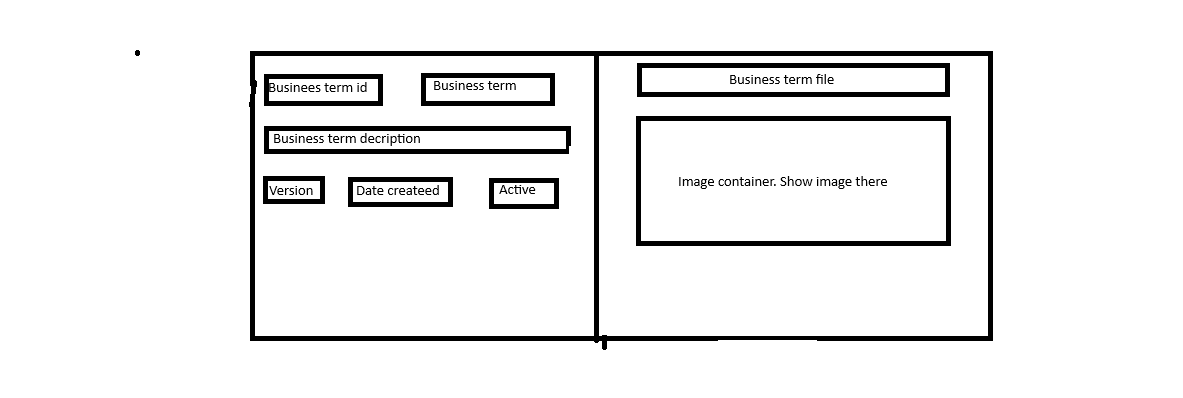 Businees term id
Business term
Business term decription
Version
Date createed
Active
Business term file
Image container. Show image there